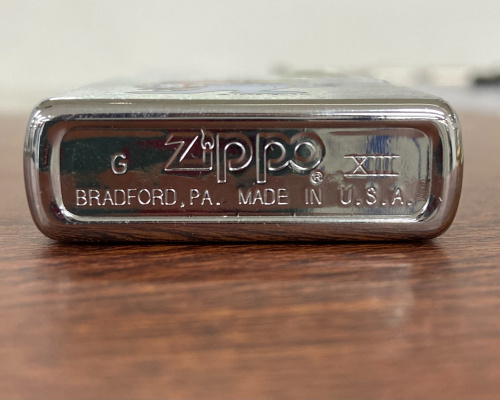 G Zippo ® XIII
BRADFORD, PA. MADE IN U.S.A.